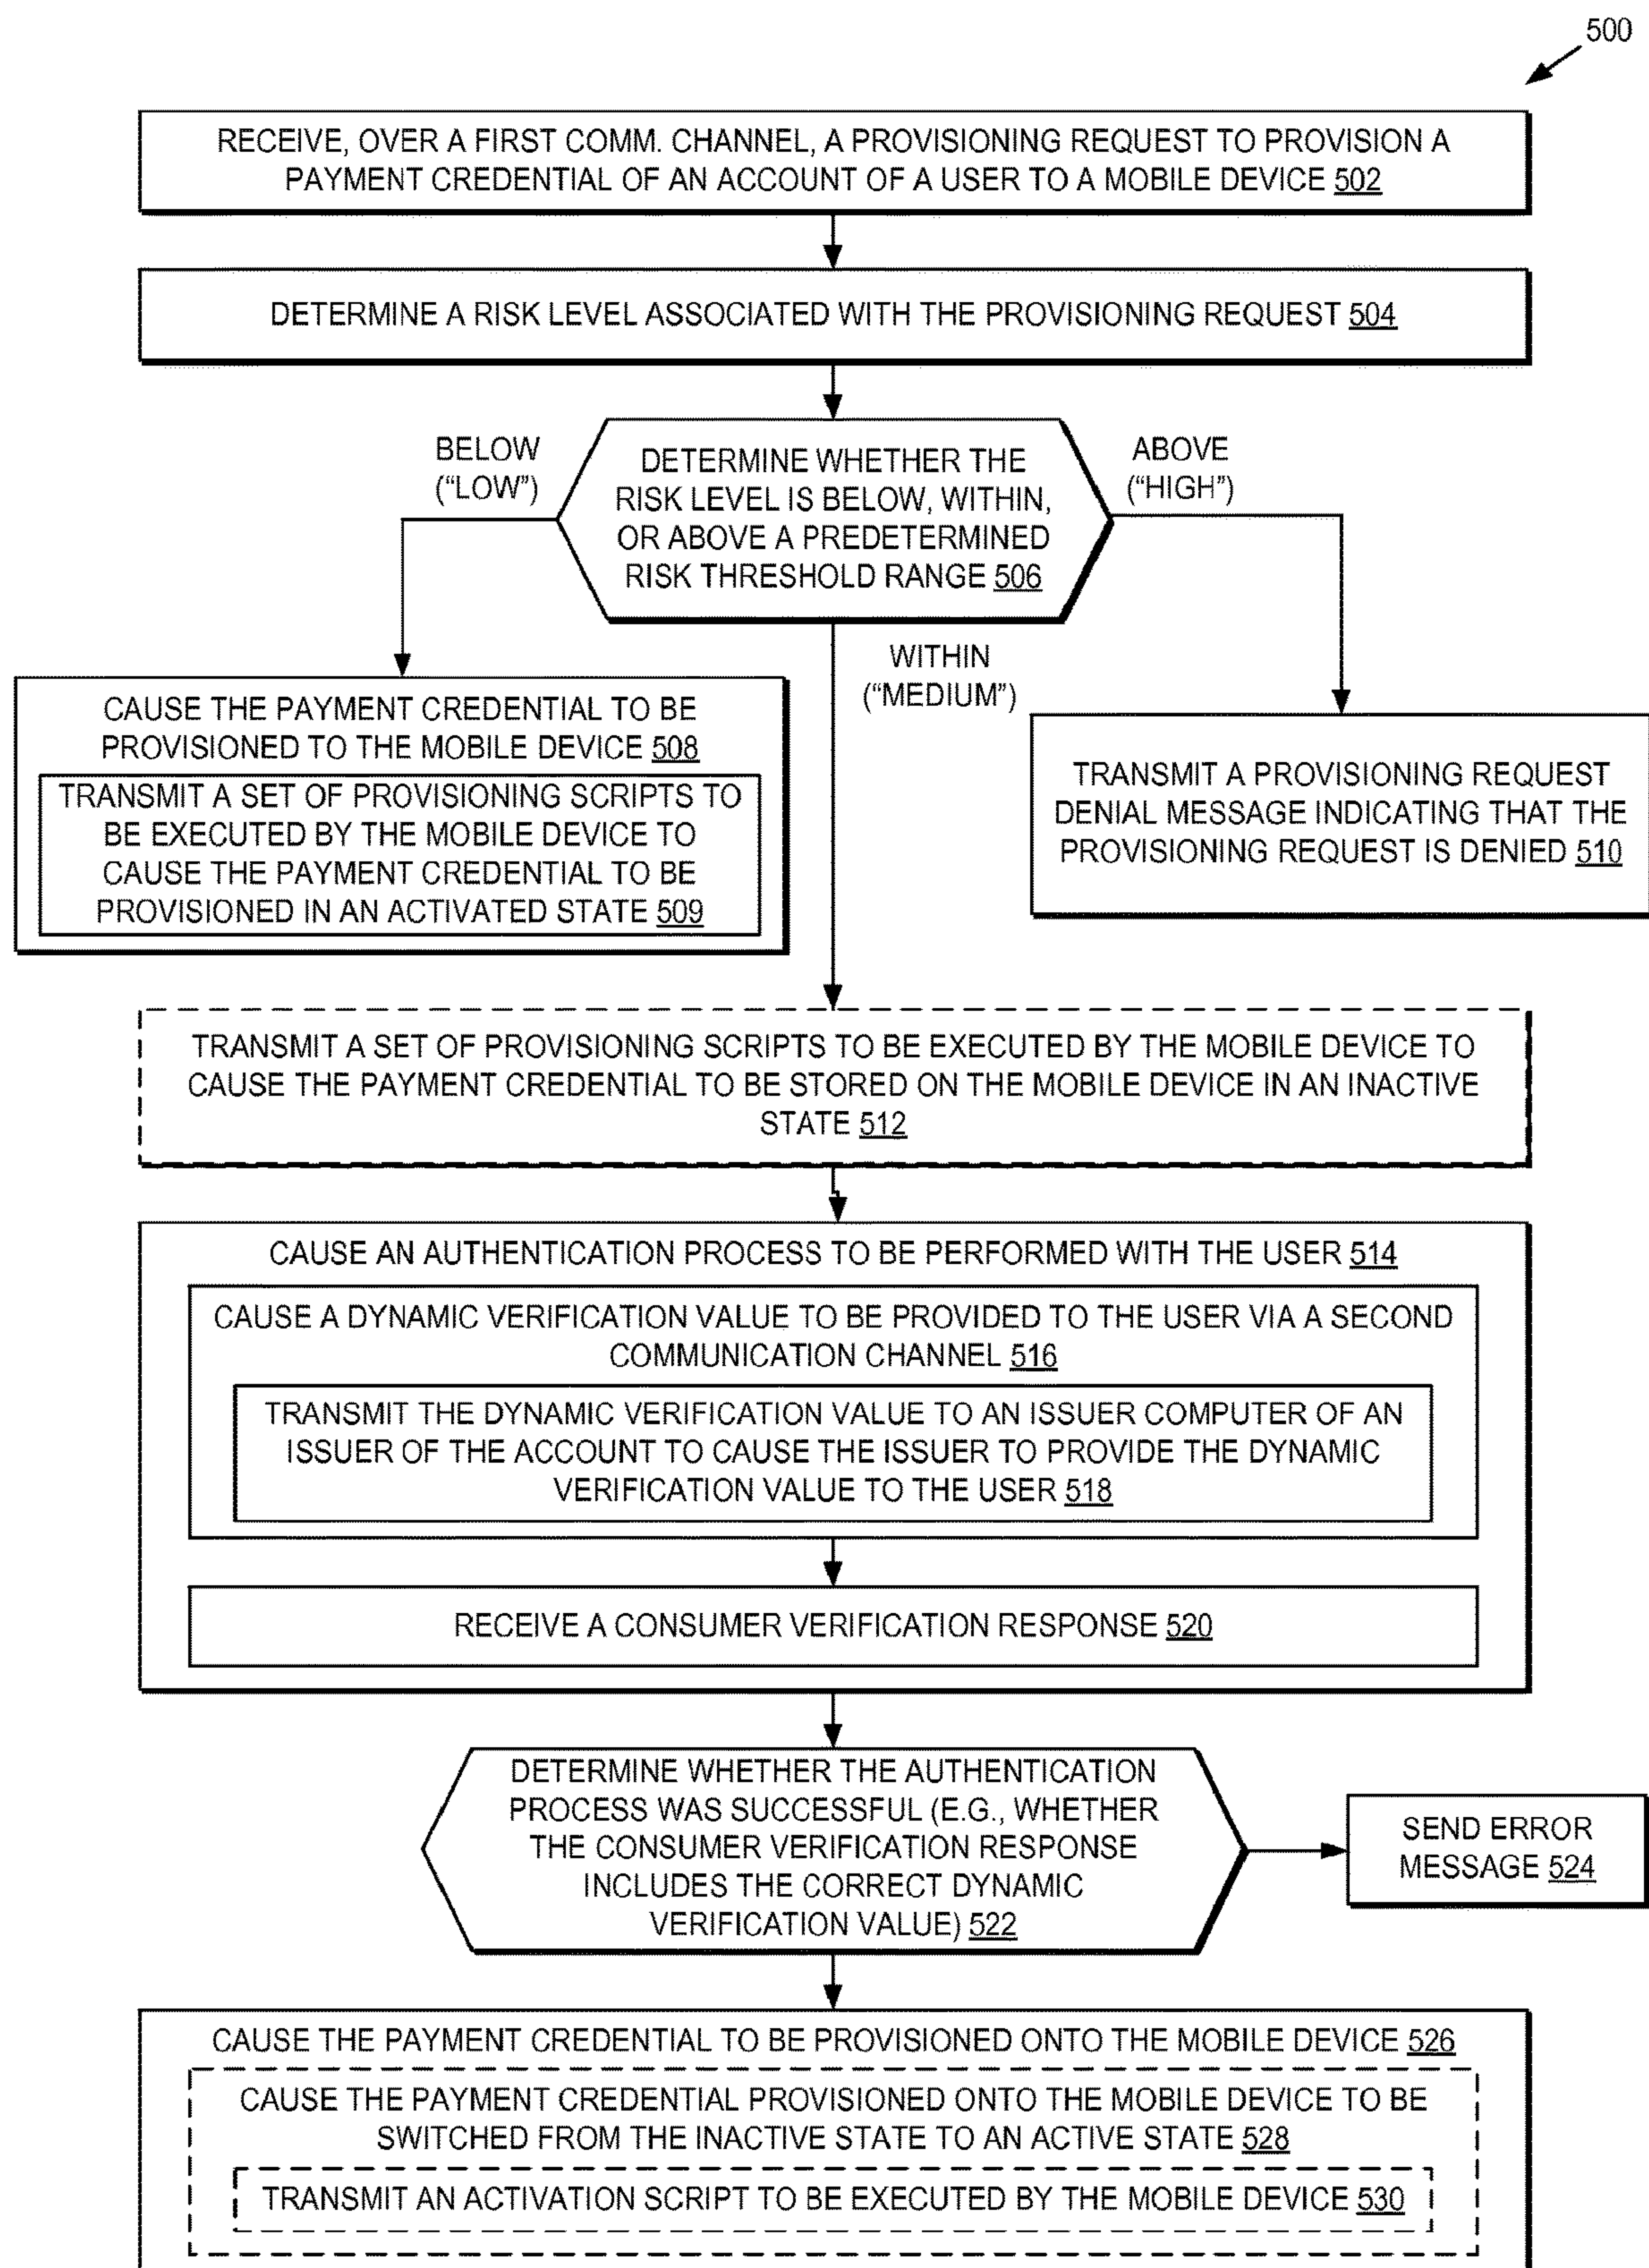 500
RECEIVE, OVER A FIRST COMM. CHANNEL, A PROVISIONING REQUEST TO PROVISION A
PAYMENT CREDENTIAL OF AN ACCOUNT OF A USER TO A MOBILE DEVICE 502
DETERMINE A RISK LEVEL ASSOCIATED WITH THE PROVISIONING REQUEST 504
BELOW
("LOW")
DETERMINE WHETHER THE
RISK LEVEL IS BELOW, WITHIN,
OR ABOVE A PREDETERMINED
RISK THRESHOLD RANGE 506
ABOVE
("HIGH")
WITHIN
("MEDIUM")
CAUSE THE PAYMENT CREDENTIAL TO BE
PROVISIONED TO THE MOBILE DEVICE 508
TRANSMIT A SET OF PROVISIONING SCRIPTS TO
BE EXECUTED BY THE MOBILE DEVICE TO
CAUSE THE PAYMENT CREDENTIAL TO BE
PROVISIONED IN AN ACTIVATED STATE 509
TRANSMIT A PROVISIONING REQUEST
DENIAL MESSAGE INDICATING THAT THE
PROVISIONING REQUEST IS DENIED 510
TRANSMIT A SET OF PROVISIONING SCRIPTS TO BE EXECUTED BY THE MOBILE DEVICE TO
CAUSE THE PAYMENT CREDENTIAL TO BE STORED ON THE MOBILE DEVICE IN AN INACTIVE
STATE 512
CAUSE AN AUTHENTICATION PROCESS TO BE PERFORMED WITH THE USER 514
CAUSE A DYNAMIC VERIFICATION VALUE TO BE PROVIDED TO THE USER VIA A SECOND
COMMUNICATION CHANNEL 516
TRANSMIT THE DYNAMIC VERIFICATION VALUE TO AN ISSUER COMPUTER OF AN
ISSUER OF THE ACCOUNT TO CAUSE THE ISSUER TO PROVIDE THE DYNAMIC
VERIFICATION VALUE TO THE USER 518
RECEIVE A CONSUMER VERIFICATION RESPONSE 520
DETERMINE WHETHER THE AUTHENTICATION
PROCESS WAS SUCCESSFUL (E.G., WHETHER
THE CONSUMER VERIFICATION RESPONSE
INCLUDES THE CORRECT DYNAMIC
VERIFICATION VALUE) 522
SEND ERROR
MESSAGE 524
CAUSE THE PAYMENT CREDENTIAL TO BE PROVISIONED ONTO THE MOBILE DEVICE 526
CAUSE THE PAYMENT CREDENTIAL PROVISIONED ONTO THE MOBILE DEVICE TO BE
SWITCHED FROM THE INACTIVE STATE TO AN ACTIVE STATE 528
TRANSMIT AN ACTIVATION SCRIPT TO BE EXECUTED BY THE MOBILE DEVICE 530